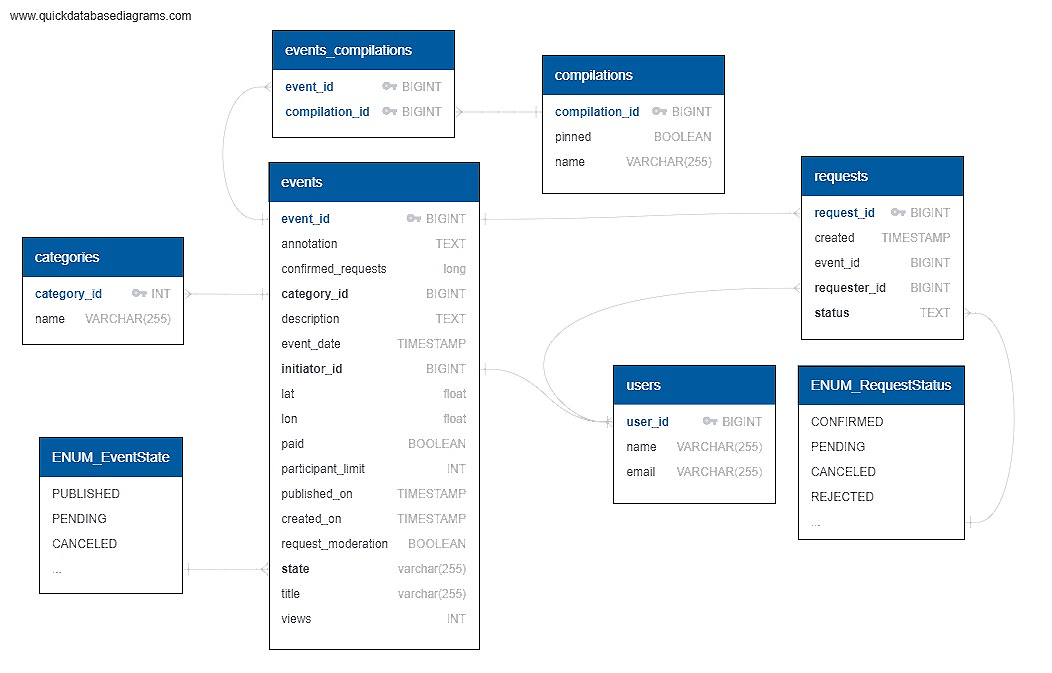 www.quickdatabasediagrams.com
events_compilations
event_id BIGINT
compilation_id BIGINT
compilations
compilation_id BIGINT
pinned BOOLEAN
name VARCHAR(255)
events
event_id BIGINT
annotation TEXT
confirmed_requests long
category_id BIGINT
description TEXT
event_date TIMESTAMP
initiator_id BIGINT
lat float
lon float
paid BOOLEAN
participant_limit INT
published_on TIMESTAMP
created_on TIMESTAMP
request_moderation BOOLEAN
state varchar(255)
title varchar(255)
views INT
requests
request_id BIGINT
created TIMESTAMP
event_id BIGINT
requester_id BIGINT
status TEXT
categories
category_id INT
name VARCHAR(255)
users
user_id BIGINT
name VARCHAR(255)
email VARCHAR(255)
ENUM_RequestStatus
CONFIRMED
PENDING
CANCELED
REJECTED
...
ENUM_EventState
PUBLISHED
PENDING
CANCELED
...